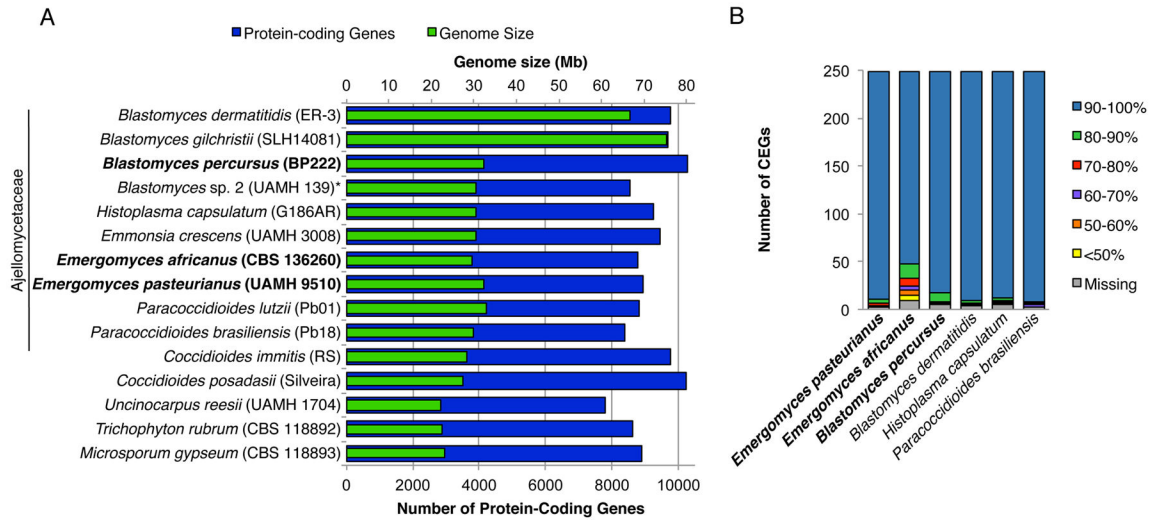 A
Protein-coding Genes
Genome Size
Genome size (Mb)
0 10 20 30 40 50 60 70 80
Ajellomycetaceae
Blastomyces dermatitidis (ER-3)
Blastomyces gilchristii (SLH14081)
Blastomyces percursus (BP222)
Blastomyces sp. 2 (UAMH 139)*
Histoplasma capsulatum (G186AR)
Emmonsia crescens (UAMH 3008)
Emergomyces africanus (CBS 136260)
Emergomyces pasteurianus (UAMH 9510)
Paracoccidioides lutzii (Pb01)
Paracoccidioides brasiliensis (Pb18)
Coccidioides immitis (RS)
Coccidioides posadasii (Silveira)
Uncinocarpus reesii (UAMH 1704)
Trichophyton rubrum (CBS 118892)
Microsporum gypseum (CBS 118893)
0 2000 4000 6000 8000 10000
Number of Protein-Coding Genes
B
Number of CEGs
250
200
150
100
50
0
Emergomyces pasteurianus
Emergomyces africanus
Blastomyces percursus
Blastomyces dermatitidis
Histoplasma capsulatum
Paracoccidioides brasiliensis
90-100%
80-90%
70-80%
60-70%
50-60%
<50%
Missing